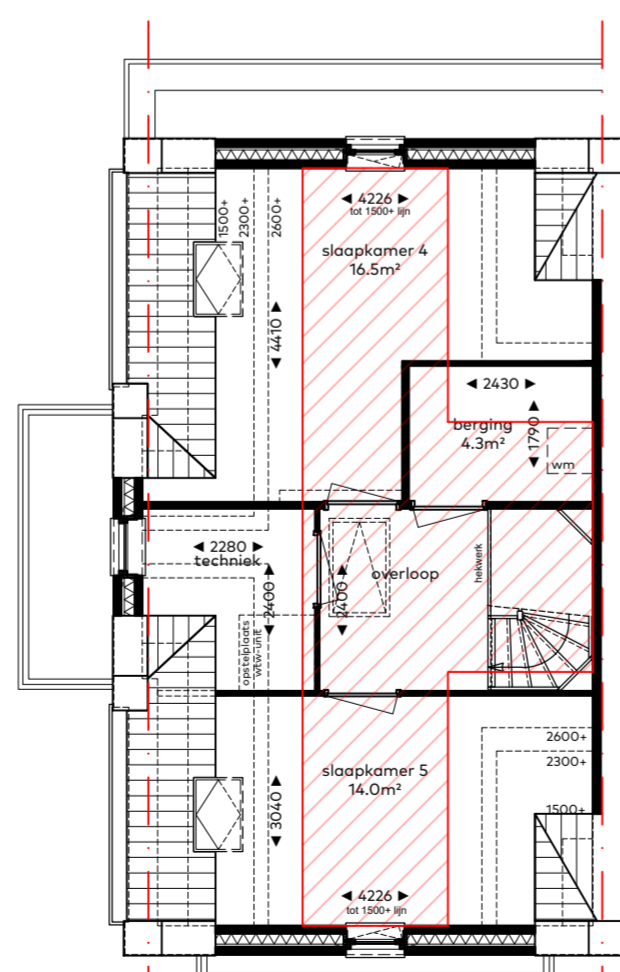 ◄ 4226 ►
tot 1500+ lijn
1500+
2300+
2600+
slaapkamer 4
16.5m²
◄ 4410 ►
◄ 2430 ►
berging
4.3m²
◄ 1790 ►
wm
◄ 2280 ►
techniek
◄ 2400 ►
◄ 2400 ►
overloop
hekwerk
opstelplaats
wtw-unit
2600+
2300+
slaapkamer 5
14.0m²
1500+
◄ 3040 ►
◄ 4226 ►
tot 1500+ lijn